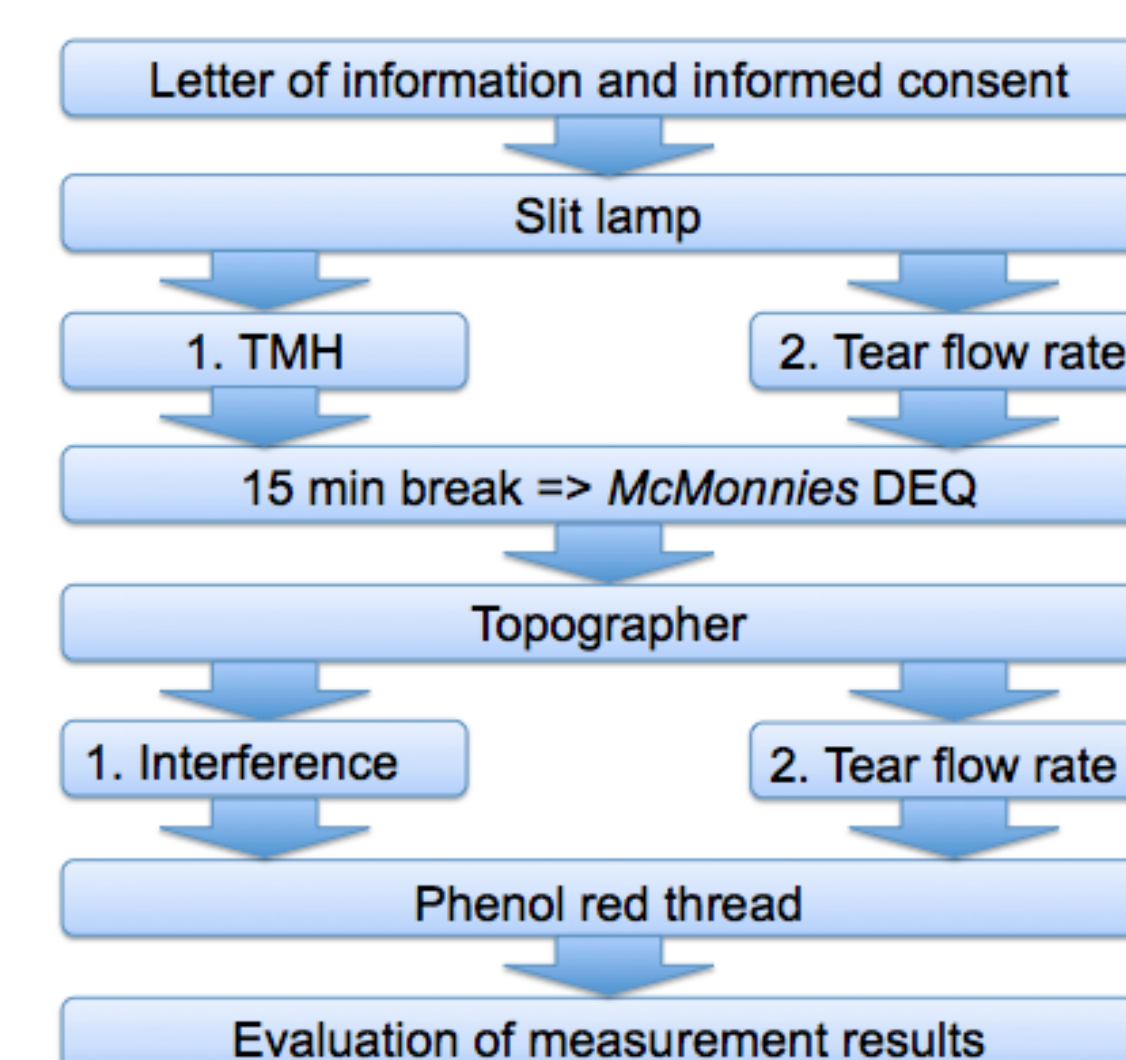 Letter of information and informed consent
Slit lamp
1. TMH
2. Tear flow rate
15 min break => McMonnies DEQ
Topographer
1. Interference
2. Tear flow rate
Phenol red thread
Evaluation of measurement results